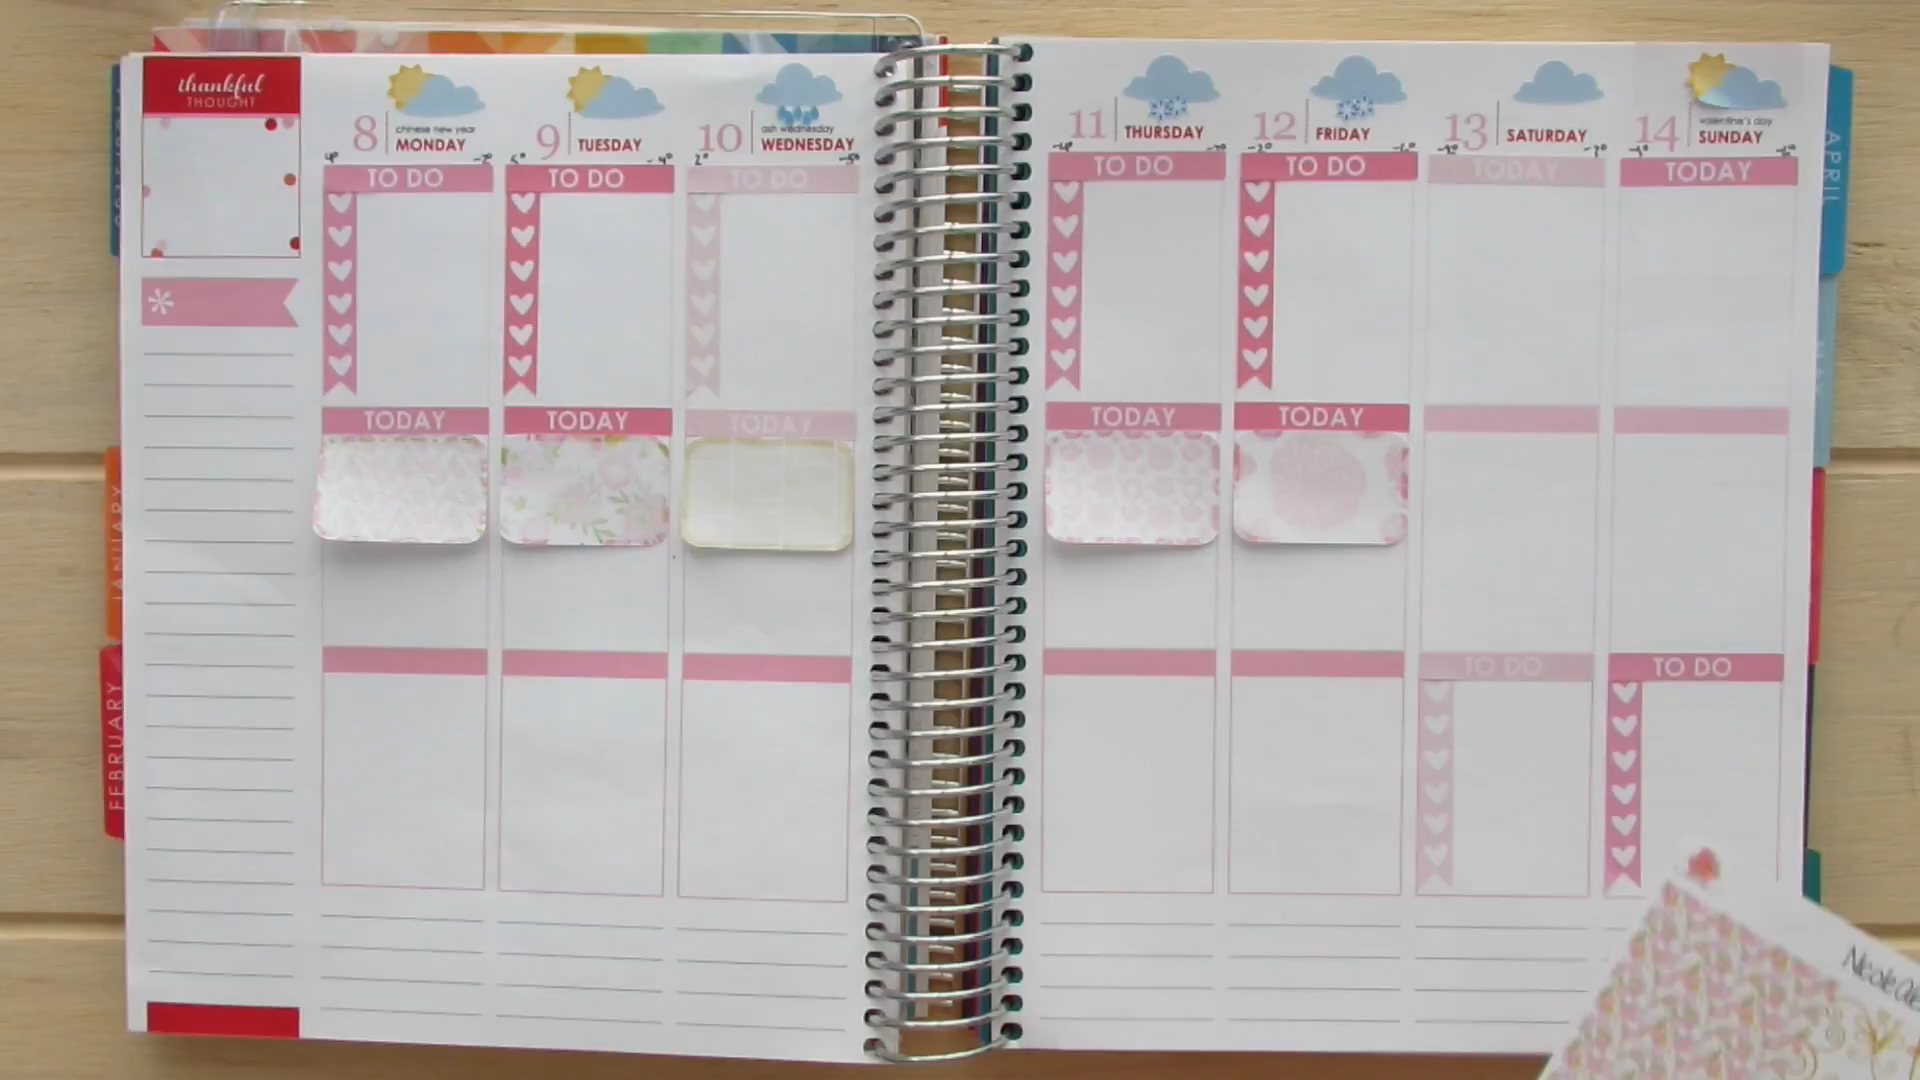 thankful
THOUGHT
8
chinese new year
MONDAY
9
TUESDAY
10
ash wednesday
WEDNESDAY
11
THURSDAY
12
FRIDAY
13
SATURDAY
14
valentine's day
SUNDAY
TO DO
TO DO
TO DO
TO DO
TO DO
TODAY
TODAY
TODAY
TODAY
TODAY
TODAY
TODAY
TO DO
TO DO
JANUARY
FEBRUARY
APRIL
MAY
Nicole